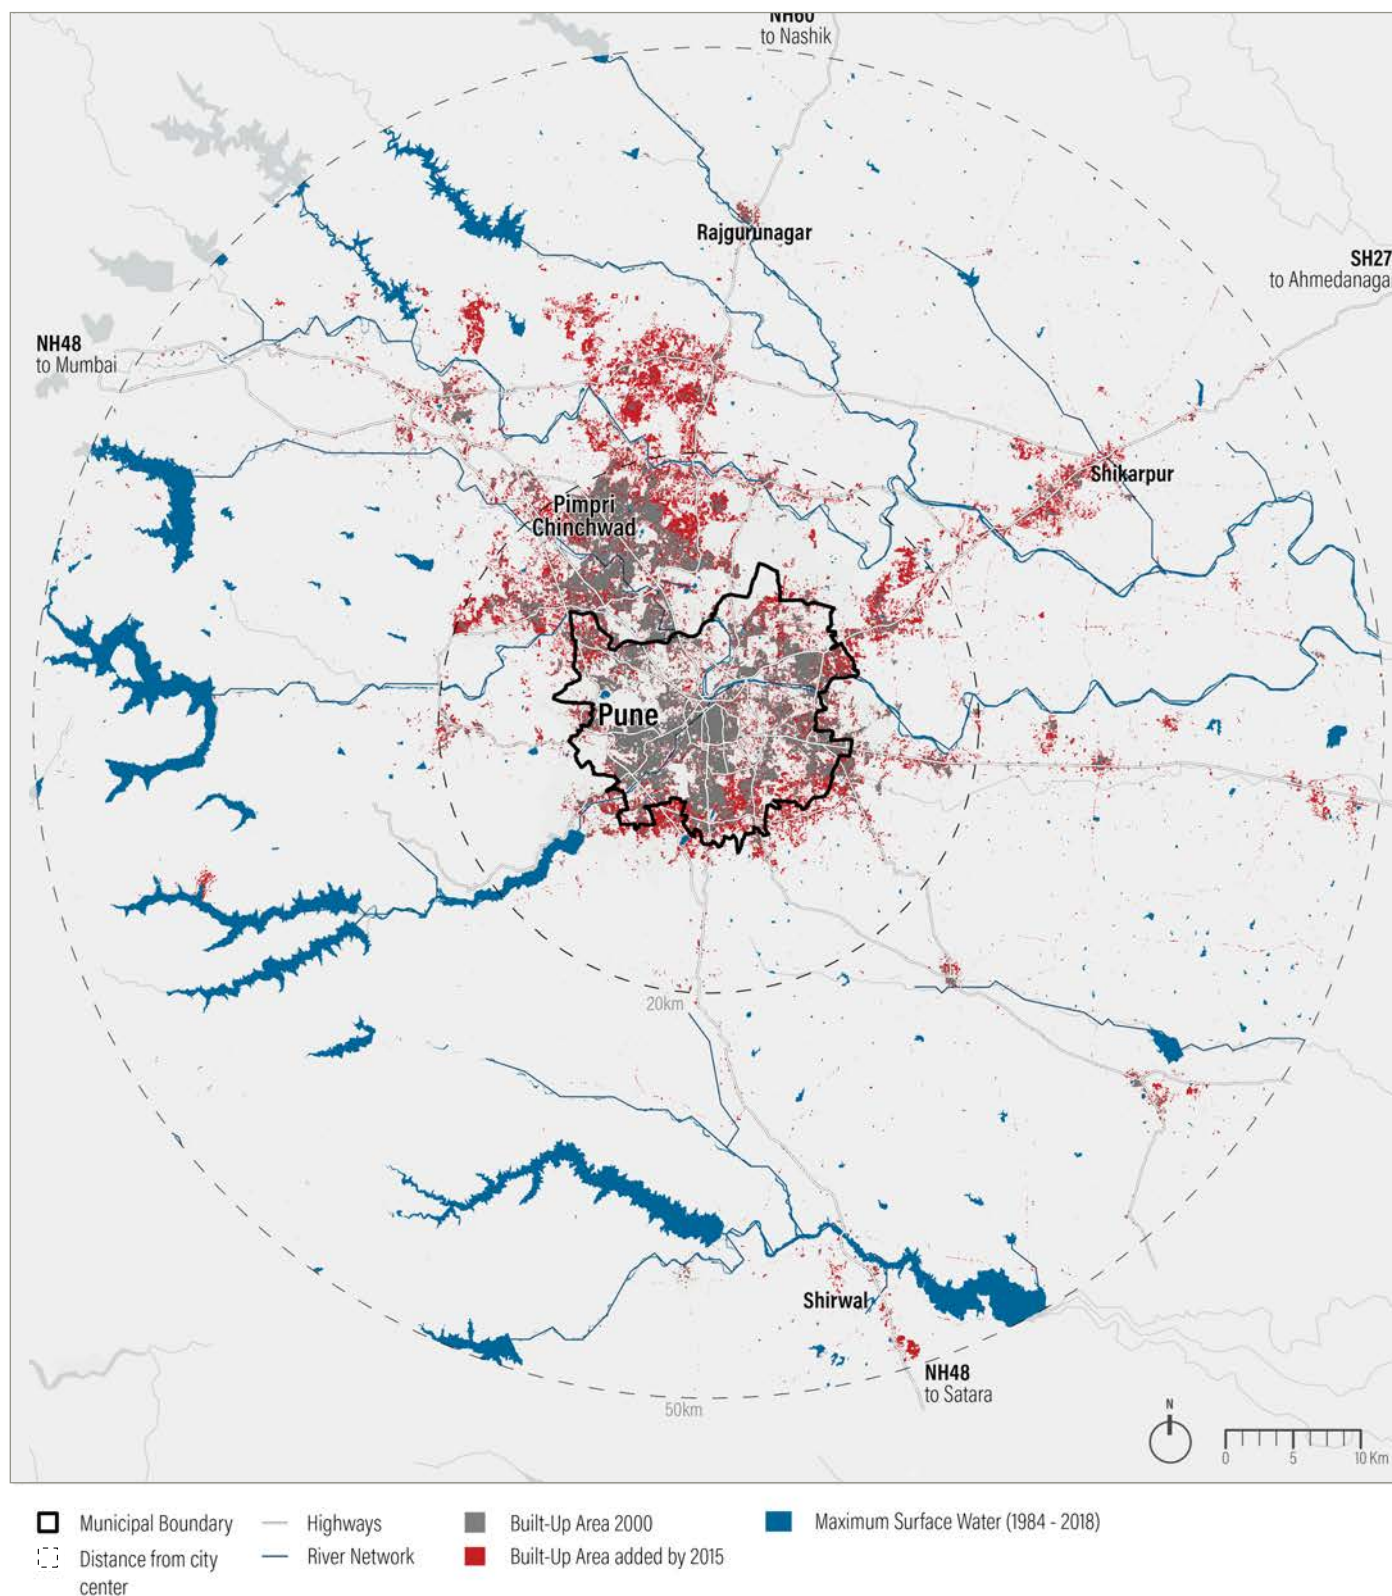 NH60
to Nashik
Rajgurunagar
SH27
to Ahmedanagar
NH48
to Mumbai
Shikarpur
Pimpri
Chinchwad
Pune
20km
Shirwal
NH48
to Satara
50km
N
0 5 10 Km
Municipal Boundary
Highways
Built-Up Area 2000
Maximum Surface Water (1984 - 2018)
Distance from city
center
River Network
Built-Up Area added by 2015